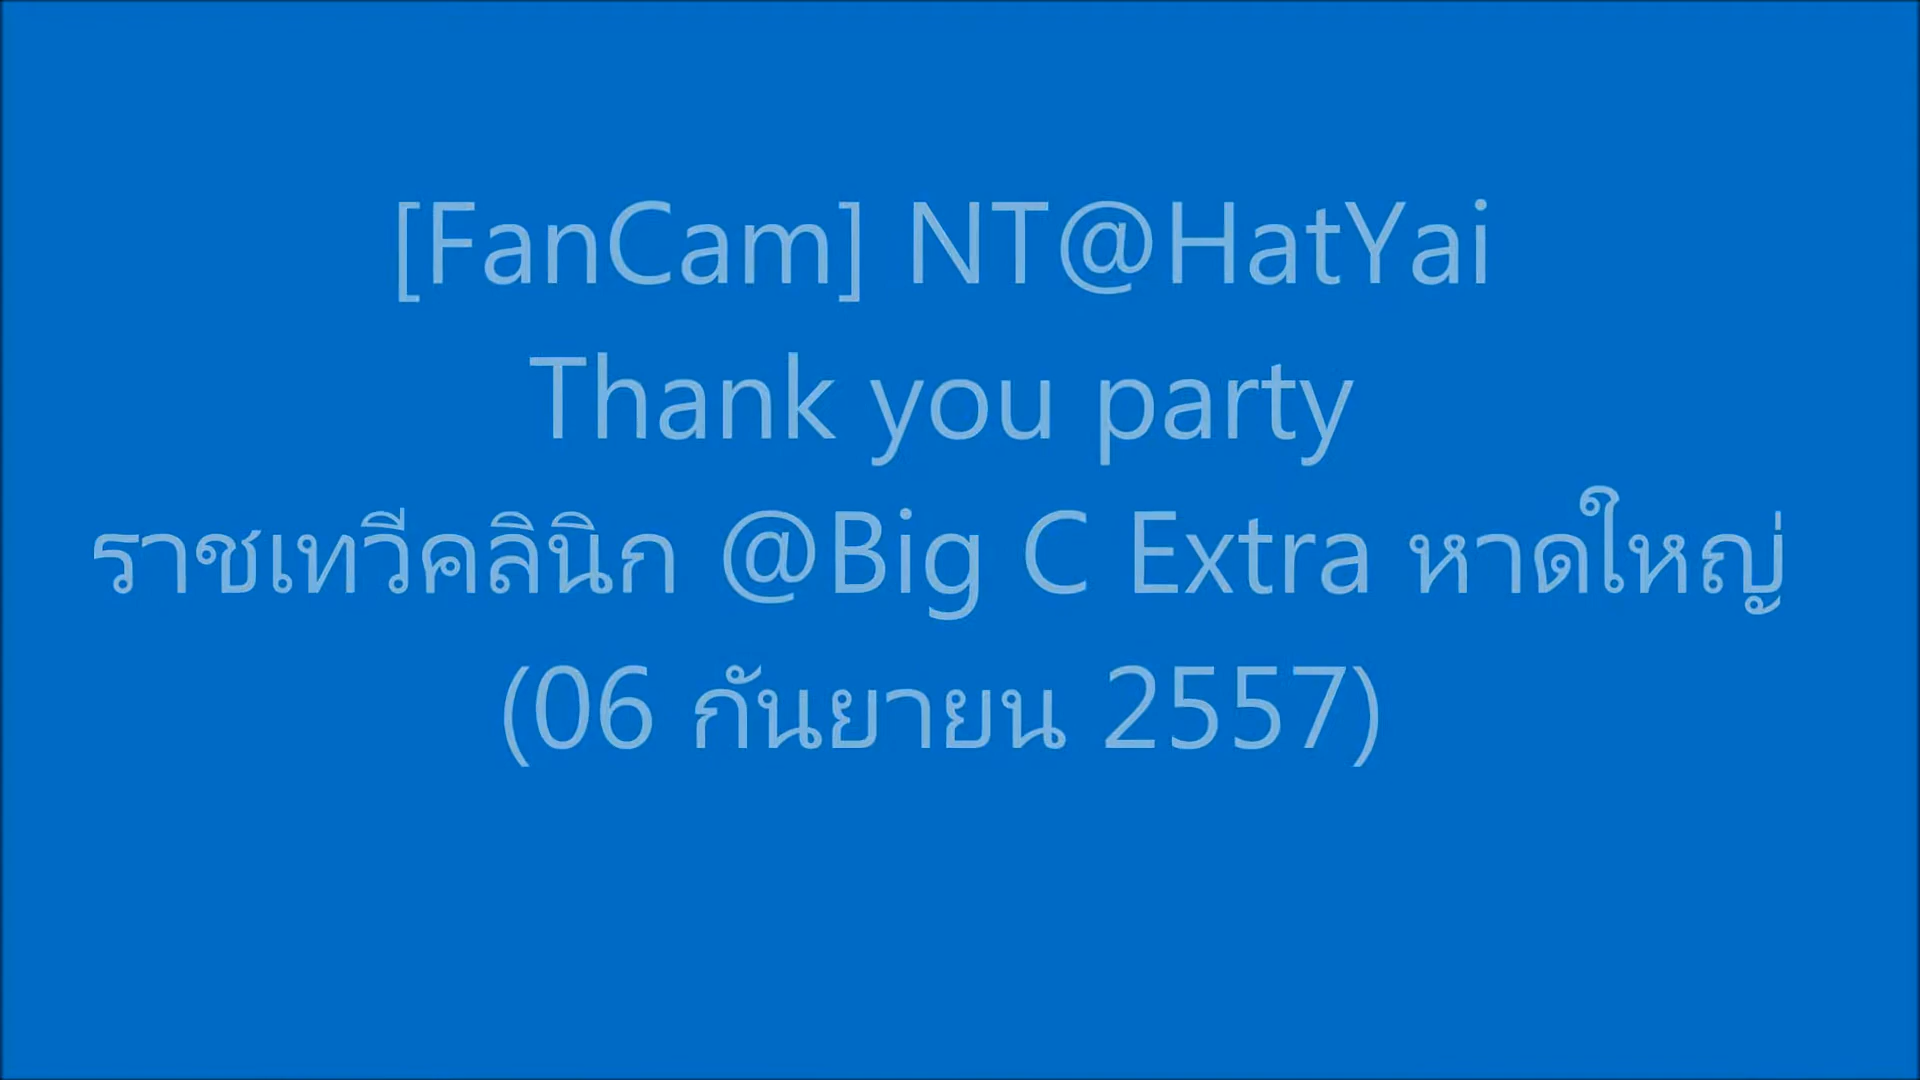 [FanCam] NT@HatYai
Thank you party
ราชเทวีคลินิก @Big C Extra หาดใหญ่
(06 กันยายน 2557)